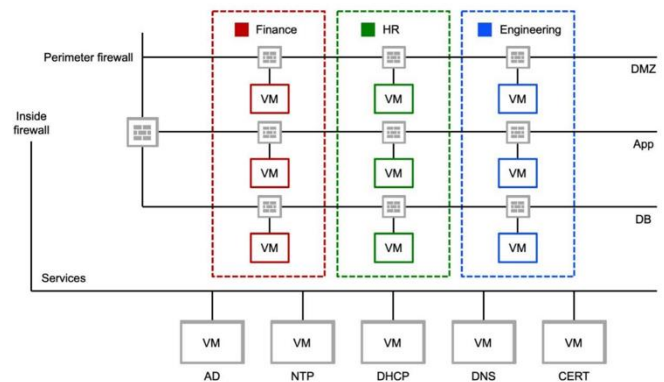 Finance
HR
Engineering
Perimeter firewall
DMZ
VM
VM
VM
Inside
firewall
App
VM
VM
VM
DB
VM
VM
VM
Services
VM
VM
VM
VM
VM
AD
NTP
DHCP
DNS
CERT